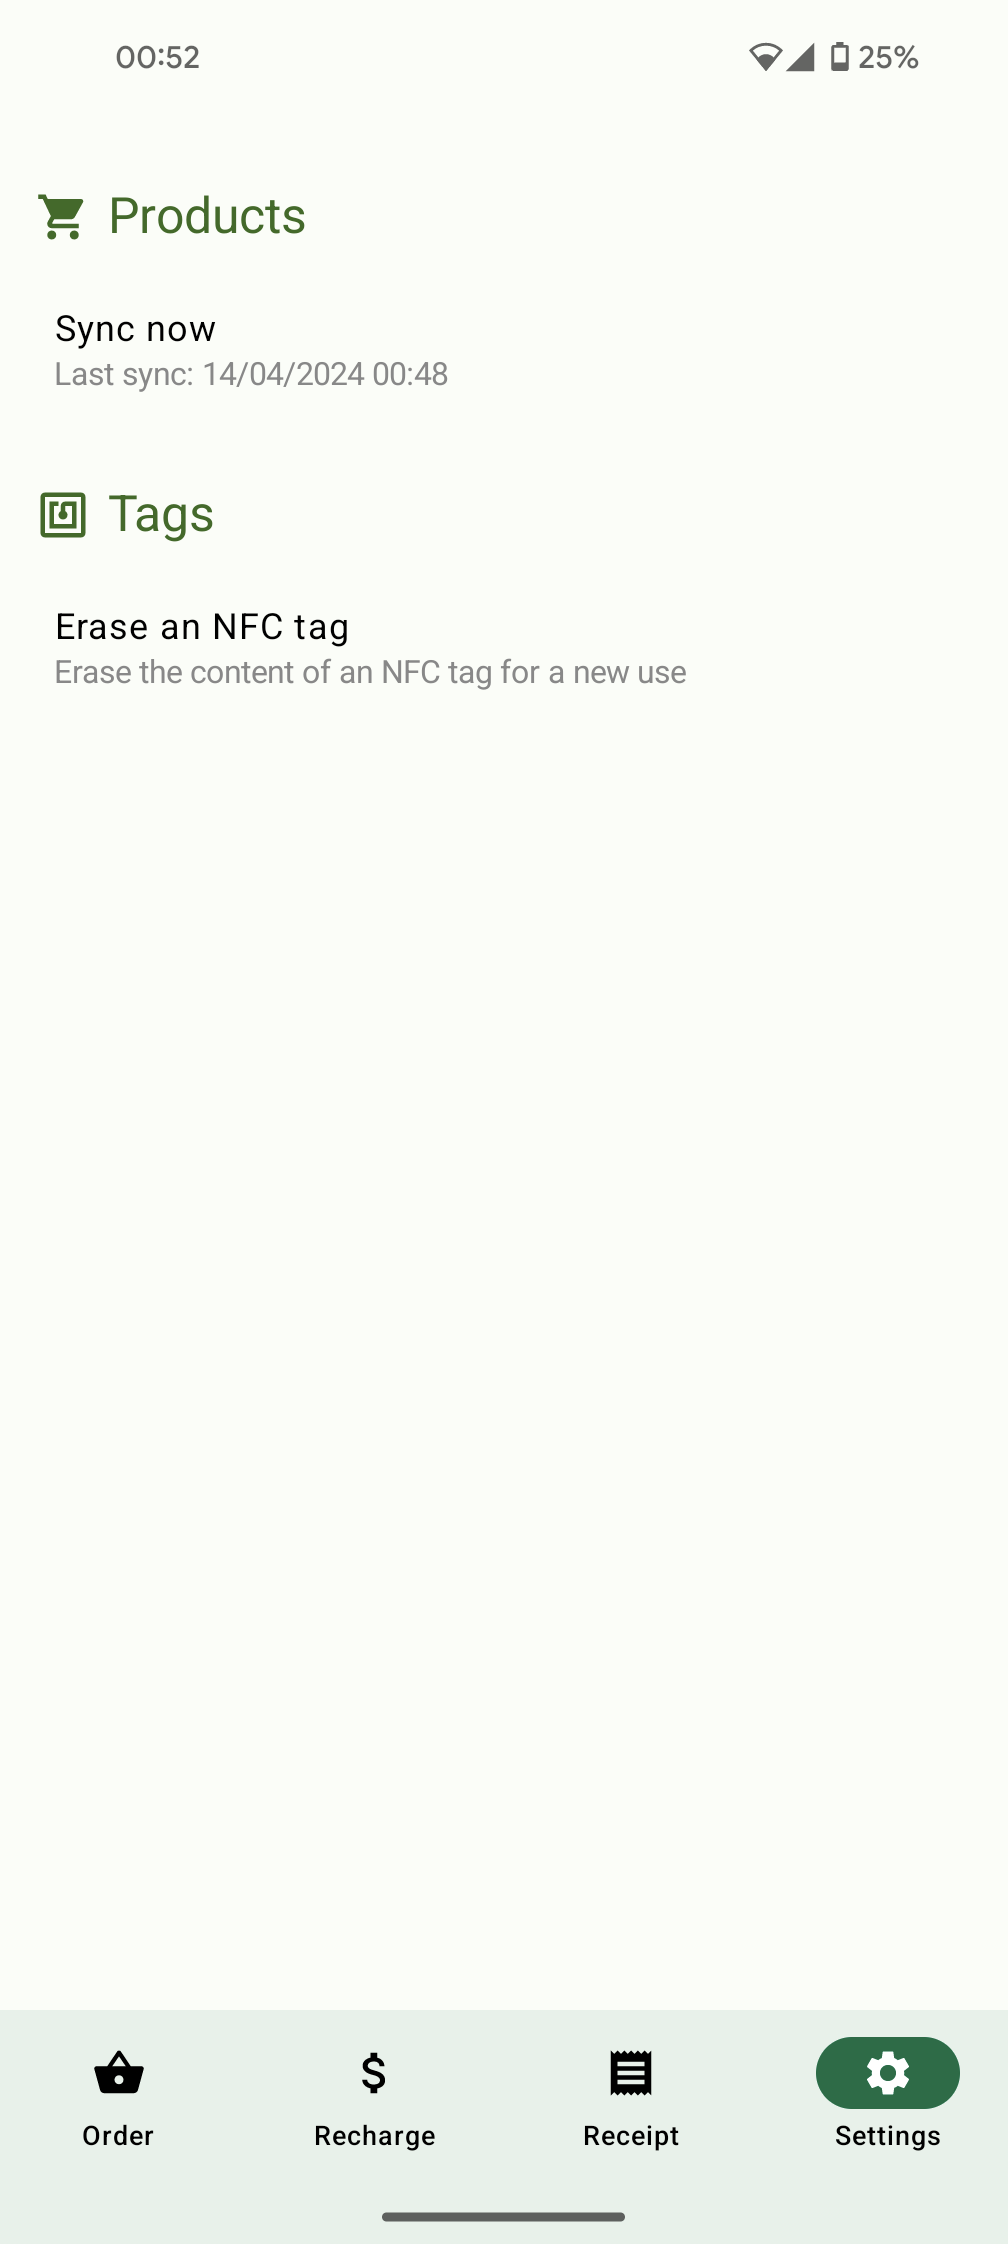 00:52
25%
Products
Sync now
Last sync: 14/04/2024 00:48
Tags
Erase an NFC tag
Erase the content of an NFC tag for a new use
Order
Recharge
Receipt
Settings